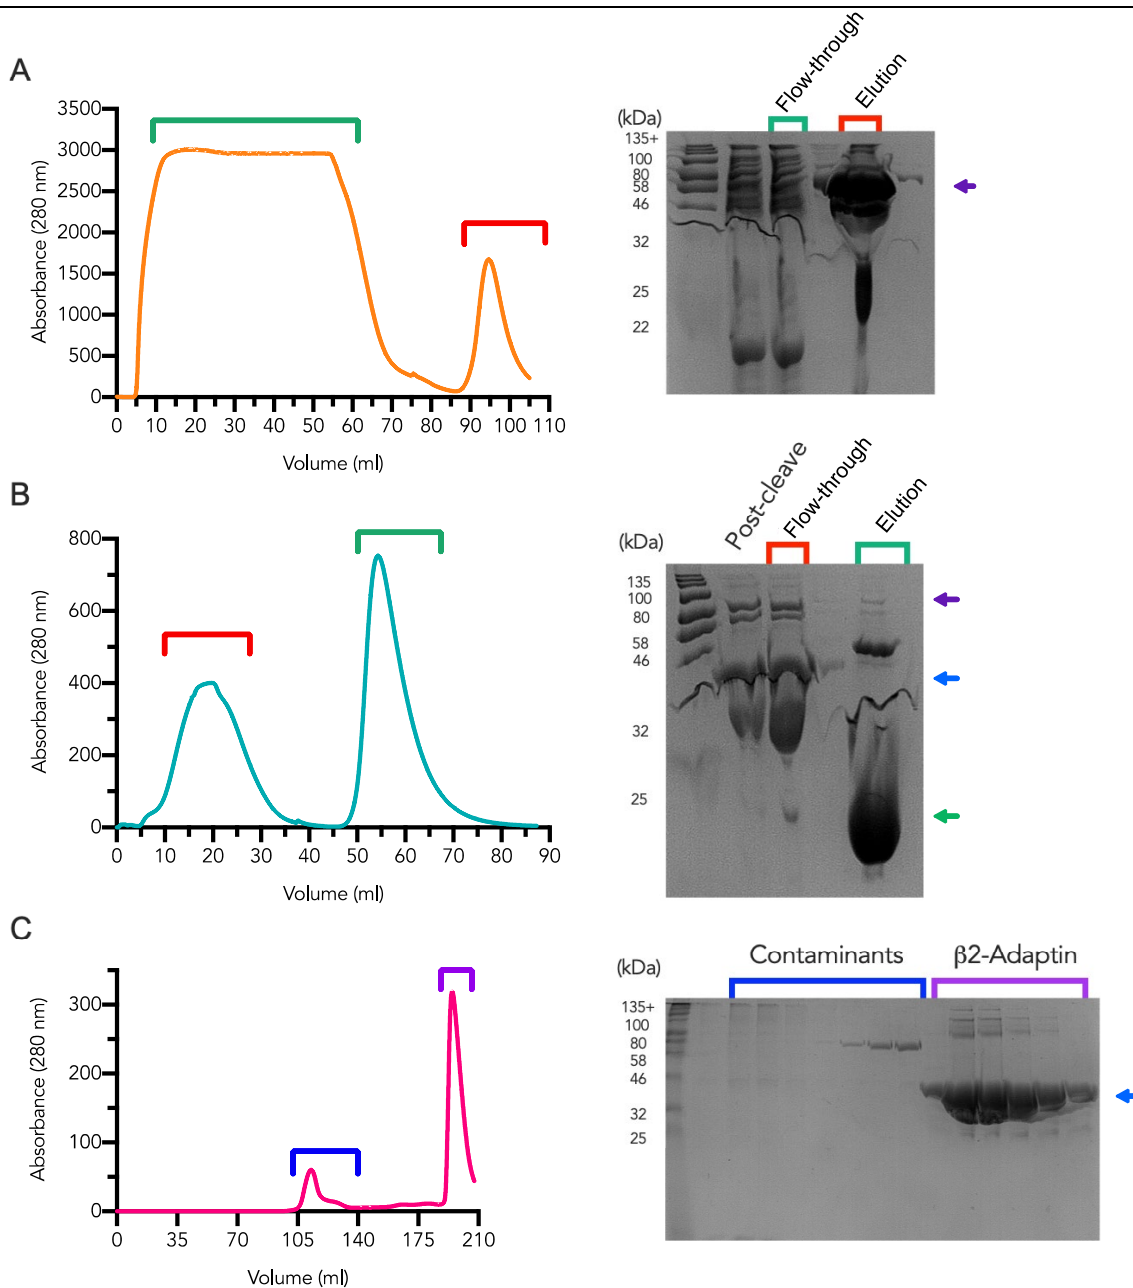 A
Absorbance (280 nm)
3500
3000
2500
2000
1500
1000
500
0
0 10 20 30 40 50 60 70 80 90 100 110
Volume (ml)
Flow-through
Elution
(kDa)
135+
100
80
58
46
32
25
22
B
Absorbance (280 nm)
800
600
400
200
0
0 10 20 30 40 50 60 70 80 90
Volume (ml)
Post-cleave
Flow-through
Elution
(kDa)
135
100
80
58
46
32
25
C
Absorbance (280 nm)
300
200
100
0
0 35 70 105 140 175 210
Volume (ml)
Contaminants
β2-Adaptin
(kDa)
135+
100
80
58
46
32
25